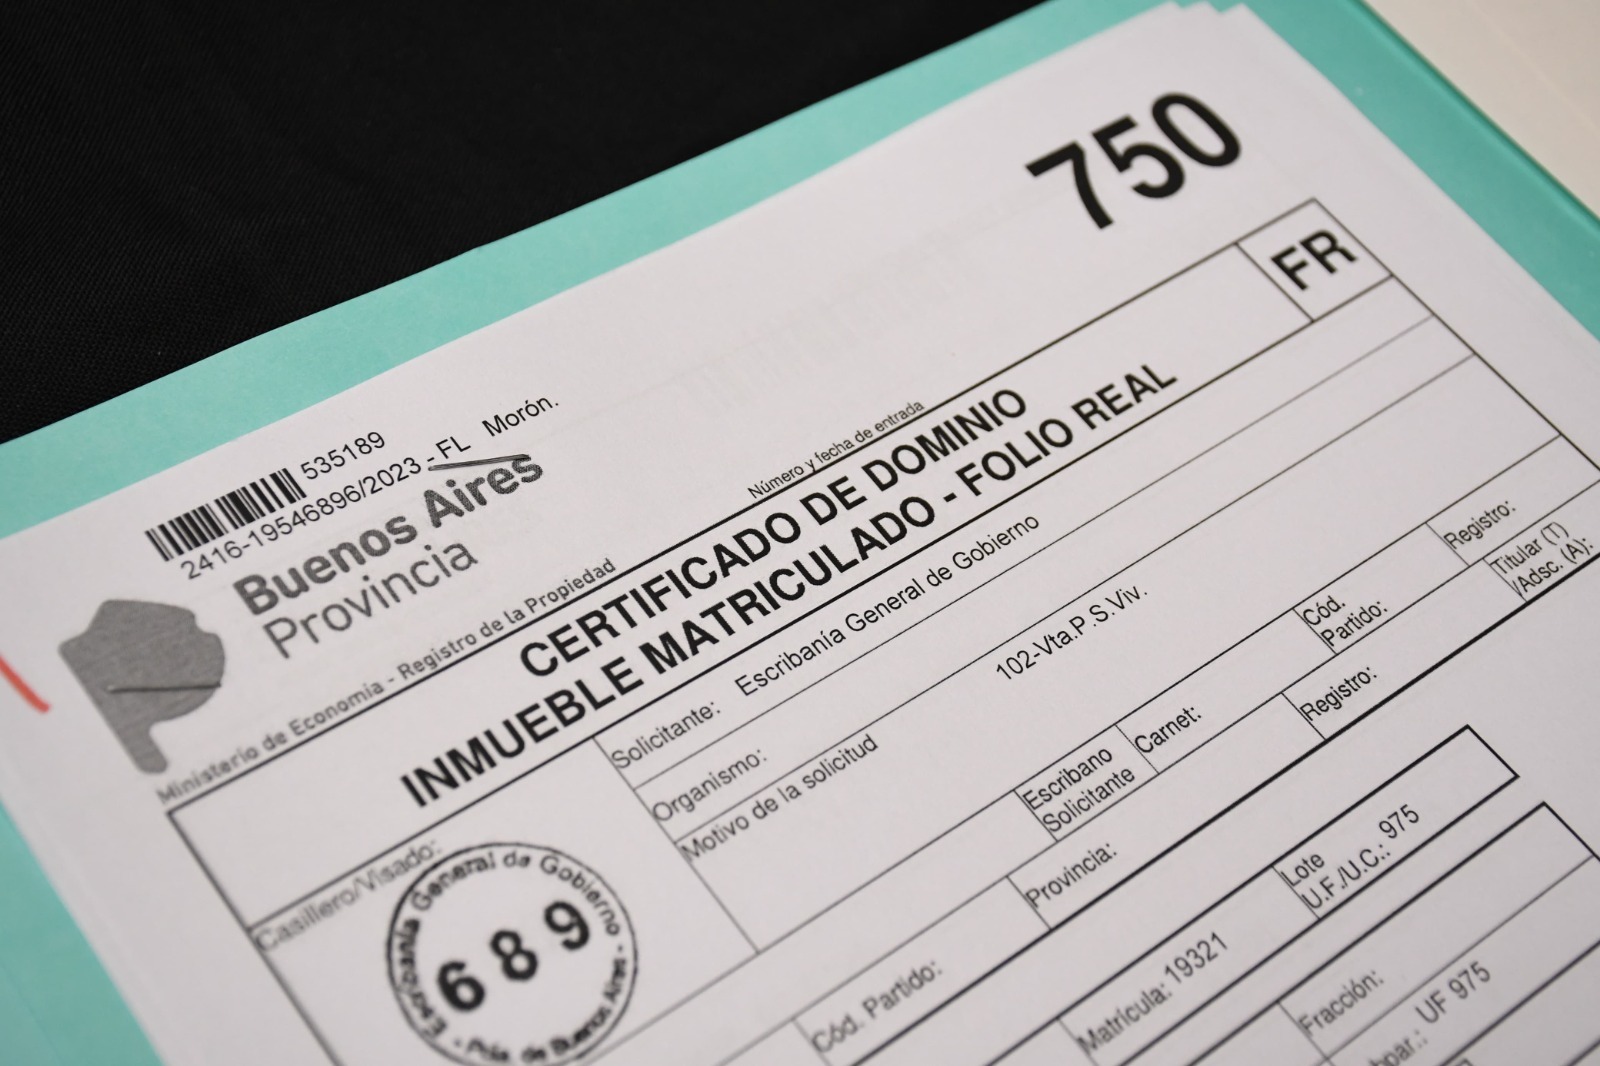 750
FR
535189
2416-19546896/2023 - FL Morón.
Buenos Aires
Provincia
Ministerio de Economía - Registro de la Propiedad
Número y fecha de entrada
CERTIFICADO DE DOMINIO
INMUEBLE MATRICULADO - FOLIO REAL
Casillero/Visado:
Escribanía General de Gobierno
689
- Pcia. de Buenos Aires -
Solicitante: Escribanía General de Gobierno
Organismo:
Motivo de la solicitud 102-Vta.P.S.Viv.
Escribano
Solicitante
Carnet:
Registro:
Cód.
Partido:
Registro:
Titular (T)
/Adsc. (A):
Provincia:
Lote
U.F./U.C.: 975
Cód. Partido:
Matrícula: 19321
Fracción:
UF 975